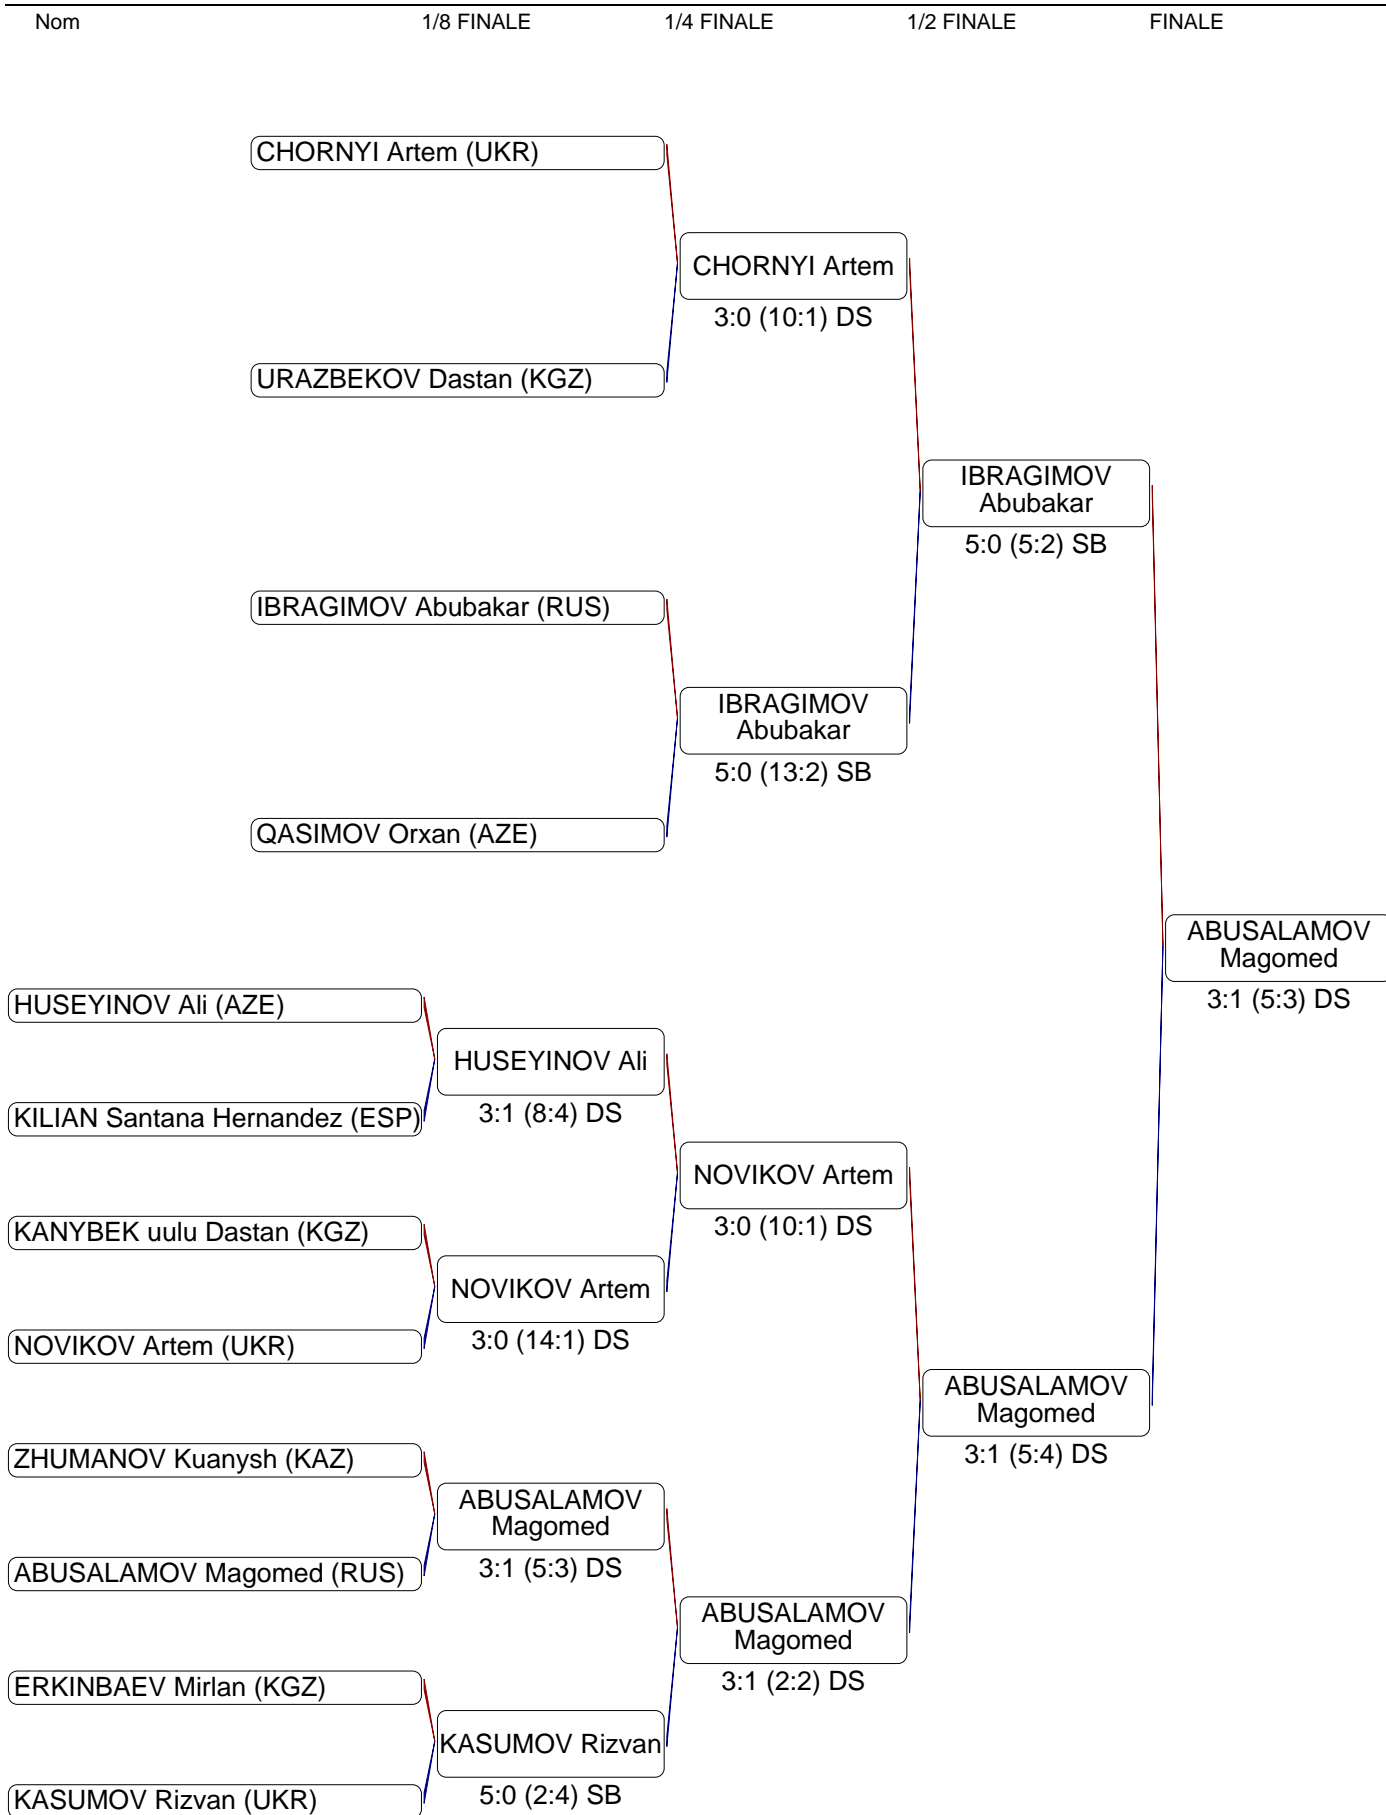 Nom 1/8 FINALE 1/4 FINALE 1/2 FINALE FINALE
CHORNYI Artem (UKR)
CHORNYI Artem
3:0 (10:1) DS
URAZBEKOV Dastan (KGZ)
IBRAGIMOV
Abubakar
5:0 (5:2) SB
IBRAGIMOV Abubakar (RUS)
IBRAGIMOV
Abubakar
5:0 (13:2) SB
QASIMOV Orxan (AZE)
ABUSALAMOV
Magomed
3:1 (5:3) DS
HUSEYINOV Ali (AZE)
HUSEYINOV Ali
3:1 (8:4) DS
KILIAN Santana Hernandez (ESP)
NOVIKOV Artem
3:0 (10:1) DS
KANYBEK uulu Dastan (KGZ)
NOVIKOV Artem
3:0 (14:1) DS
NOVIKOV Artem (UKR)
ABUSALAMOV
Magomed
3:1 (5:4) DS
ZHUMANOV Kuanysh (KAZ)
ABUSALAMOV
Magomed
3:1 (5:3) DS
ABUSALAMOV Magomed (RUS)
ABUSALAMOV
Magomed
3:1 (2:2) DS
ERKINBAEV Mirlan (KGZ)
KASUMOV Rizvan
5:0 (2:4) SB
KASUMOV Rizvan (UKR)